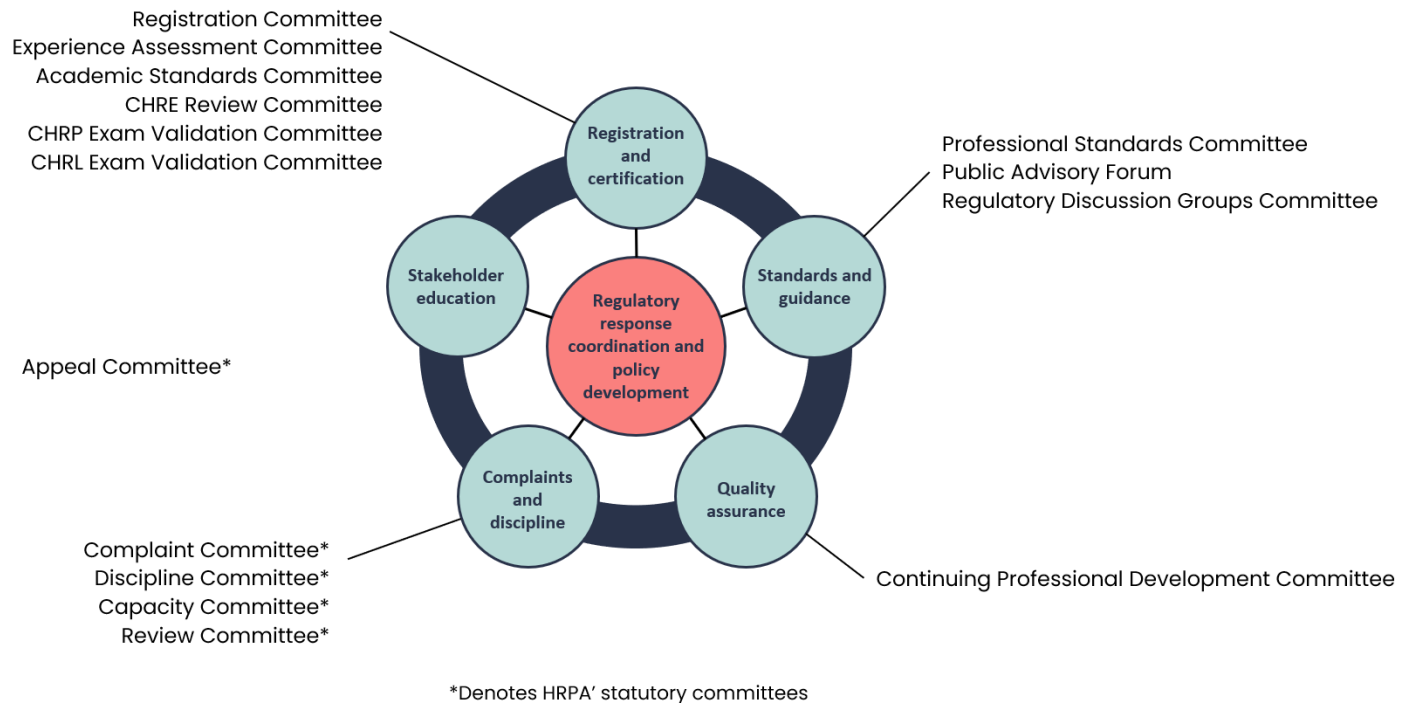 Registration Committee
Experience Assessment Committee
Academic Standards Committee
CHRE Review Committee
CHRP Exam Validation Committee
CHRL Exam Validation Committee
Registration
and
certification
Professional Standards Committee
Public Advisory Forum
Regulatory Discussion Groups Committee
Stakeholder
education
Standards and
guidance
Regulatory
response
coordination and
policy
development
Appeal Committee*
Complaints
and
discipline
Quality
assurance
Complaint Committee*
Discipline Committee*
Capacity Committee*
Review Committee*
Continuing Professional Development Committee
*Denotes HRPA’ statutory committees